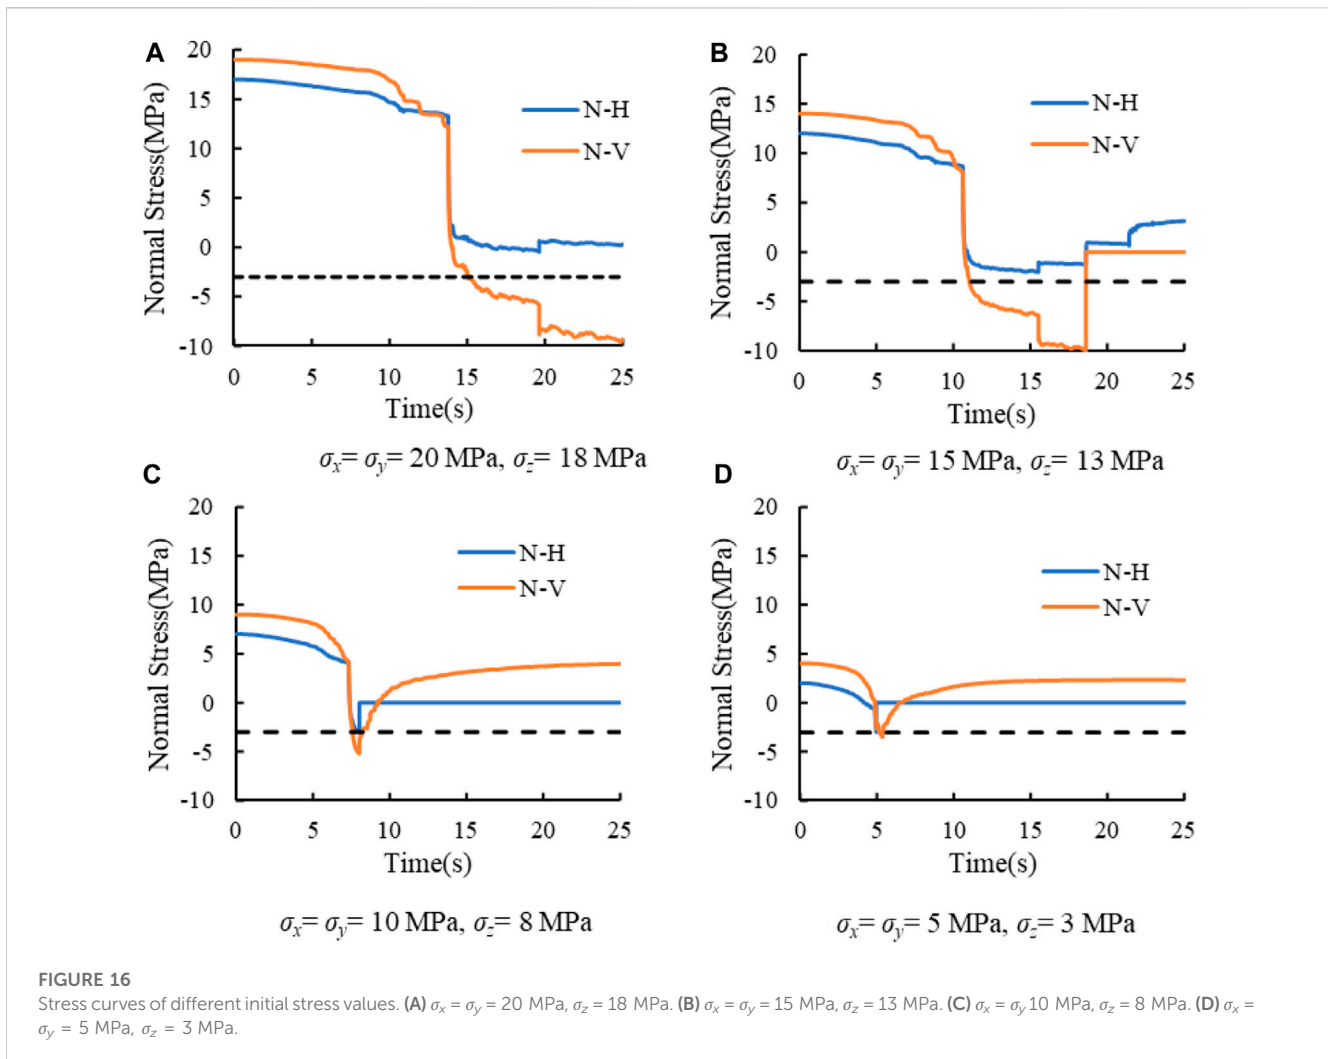 A
20
15
10
5
0
-5
-10
Normal Stress(MPa)
N-H
N-V
0 5 10 15 20 25
Time(s)
σx= σy= 20 MPa, σz= 18 MPa
B
20
15
10
5
0
-5
-10
Normal Stress(MPa)
N-H
N-V
0 5 10 15 20 25
Time(s)
σx= σy= 15 MPa, σz= 13 MPa
C
20
15
10
5
0
-5
-10
Normal Stress(MPa)
N-H
N-V
0 5 10 15 20 25
Time(s)
σx= σy= 10 MPa, σz= 8 MPa
D
20
15
10
5
0
-5
-10
Normal Stress(MPa)
N-H
N-V
0 5 10 15 20 25
Time(s)
σx= σy= 5 MPa, σz= 3 MPa
FIGURE 16
Stress curves of different initial stress values. (A) σx = σy = 20 MPa, σz = 18 MPa. (B) σx = σy = 15 MPa, σz = 13 MPa. (C) σx = σy 10 MPa, σz = 8 MPa. (D) σx =
σy = 5 MPa, σz = 3 MPa.